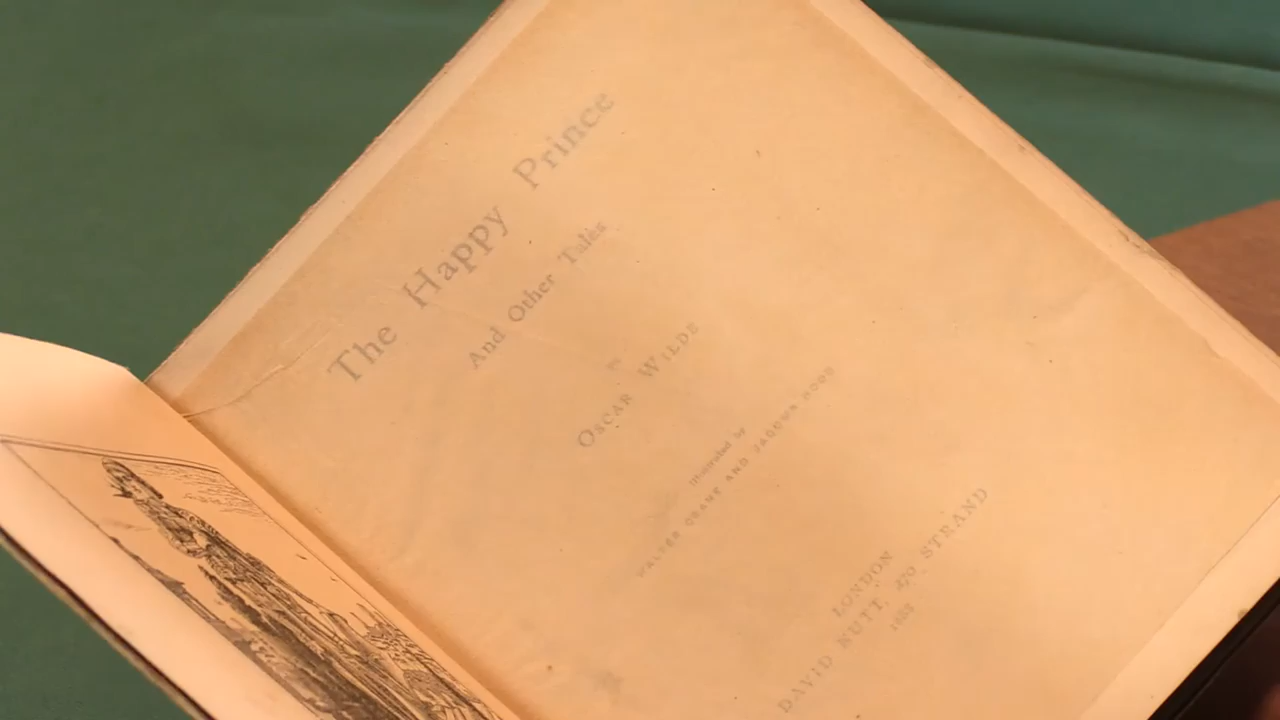 The Happy Prince
And Other Tales
BY
OSCAR WILDE
Illustrated by
WALTER CRANE AND JACOMB HOOD
LONDON
DAVID NUTT, 270 STRAND
1888